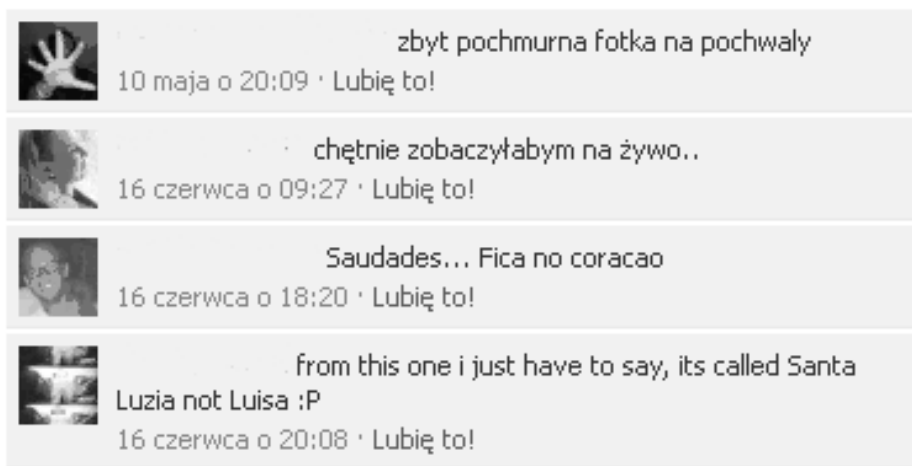 zbyt pochmurna fotka na pochwaly
10 maja o 20:09 · Lubię to!
chętnie zobaczyłabym na żywo..
16 czerwca o 09:27 · Lubię to!
Saudades... Fica no coracao
16 czerwca o 18:20 · Lubię to!
from this one i just have to say, its called Santa
Luzia not Luisa :P
16 czerwca o 20:08 · Lubię to!